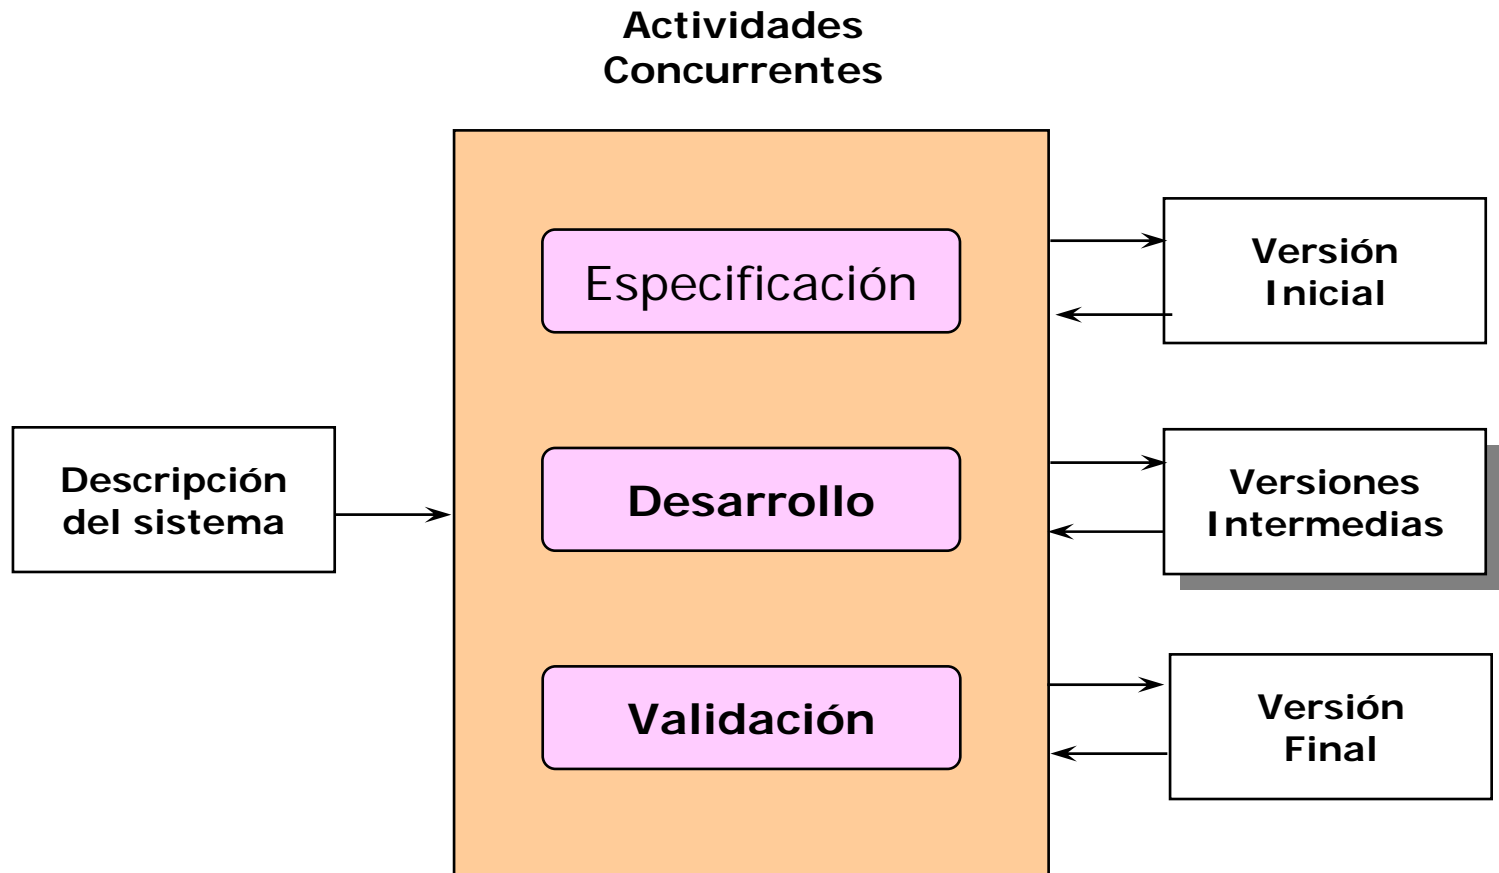 Actividades
Concurrentes
Especificación
Versión
Inicial
Descripción
del sistema
Desarrollo
Versiones
Intermedias
Validación
Versión
Final